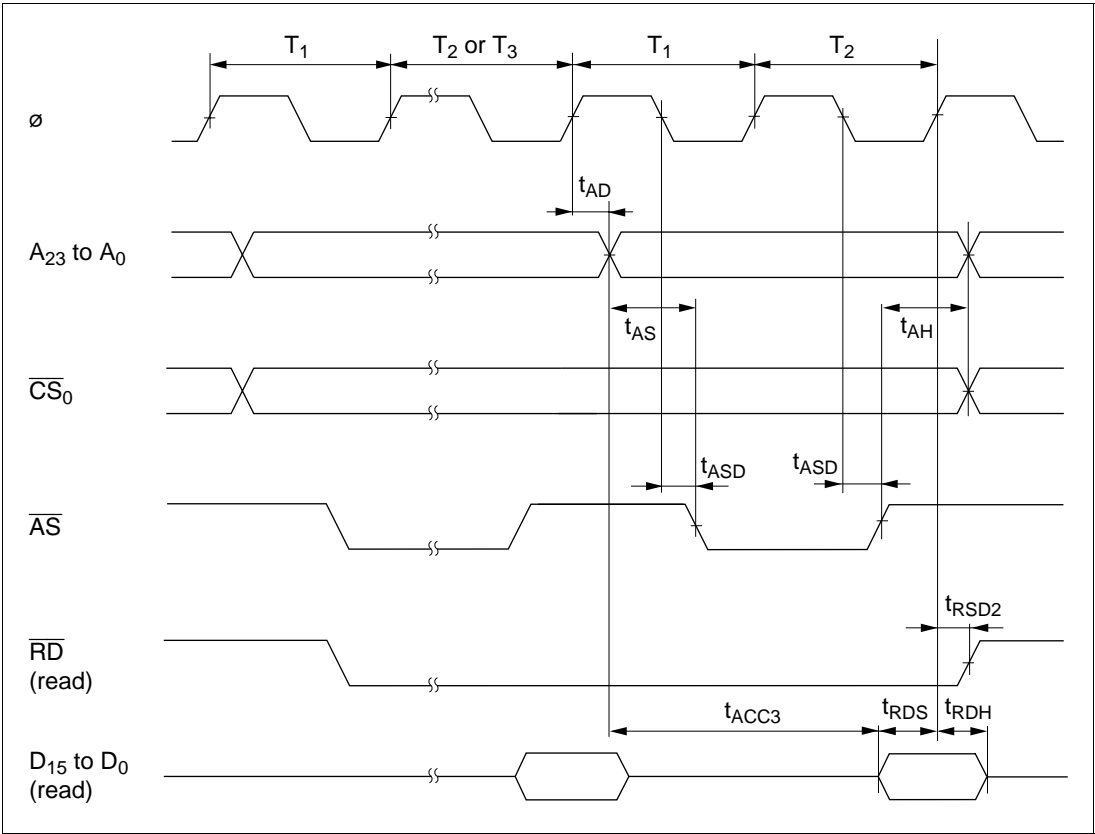 T1 T2 or T3 T1 T2
ø
tAD
A23 to A0
tAS tAH
CS0
tASD tASD
AS
tRSD2
RD
(read)
tACC3 tRDS tRDH
D15 to D0
(read)